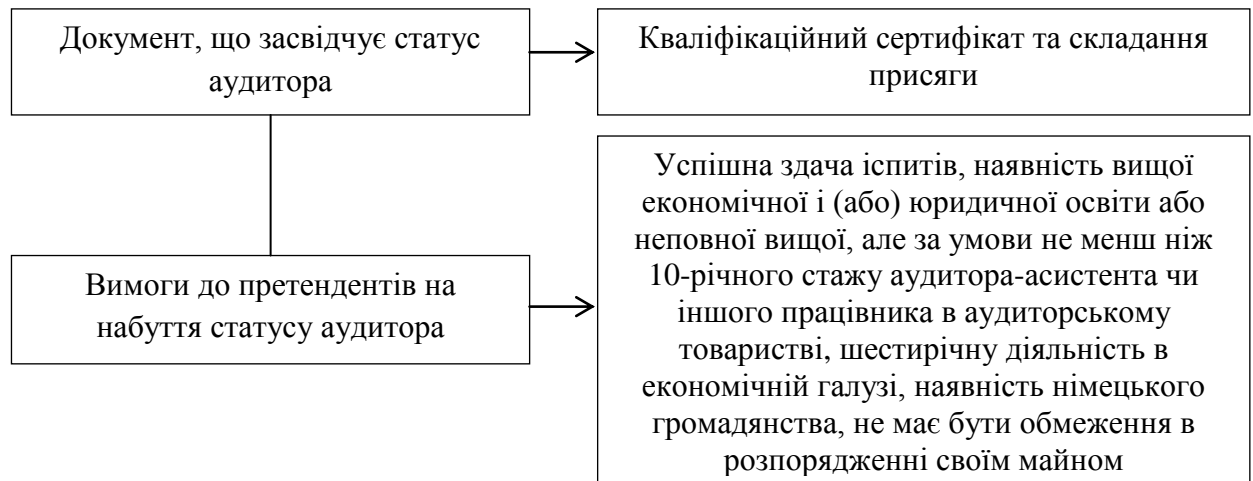 Документ, що засвідчує статус
аудитора
Кваліфікаційний сертифікат та складання
присяги
Вимоги до претендентів на
набуття статусу аудитора
Успішна здача іспитів, наявність вищої
економічної і (або) юридичної освіти або
неповної вищої, але за умови не менш ніж
10-річного стажу аудитора-асистента чи
іншого працівника в аудиторському
товаристві, шестирічну діяльність в
економічній галузі, наявність німецького
громадянства, не має бути обмеження в
розпорядженні своїм майном